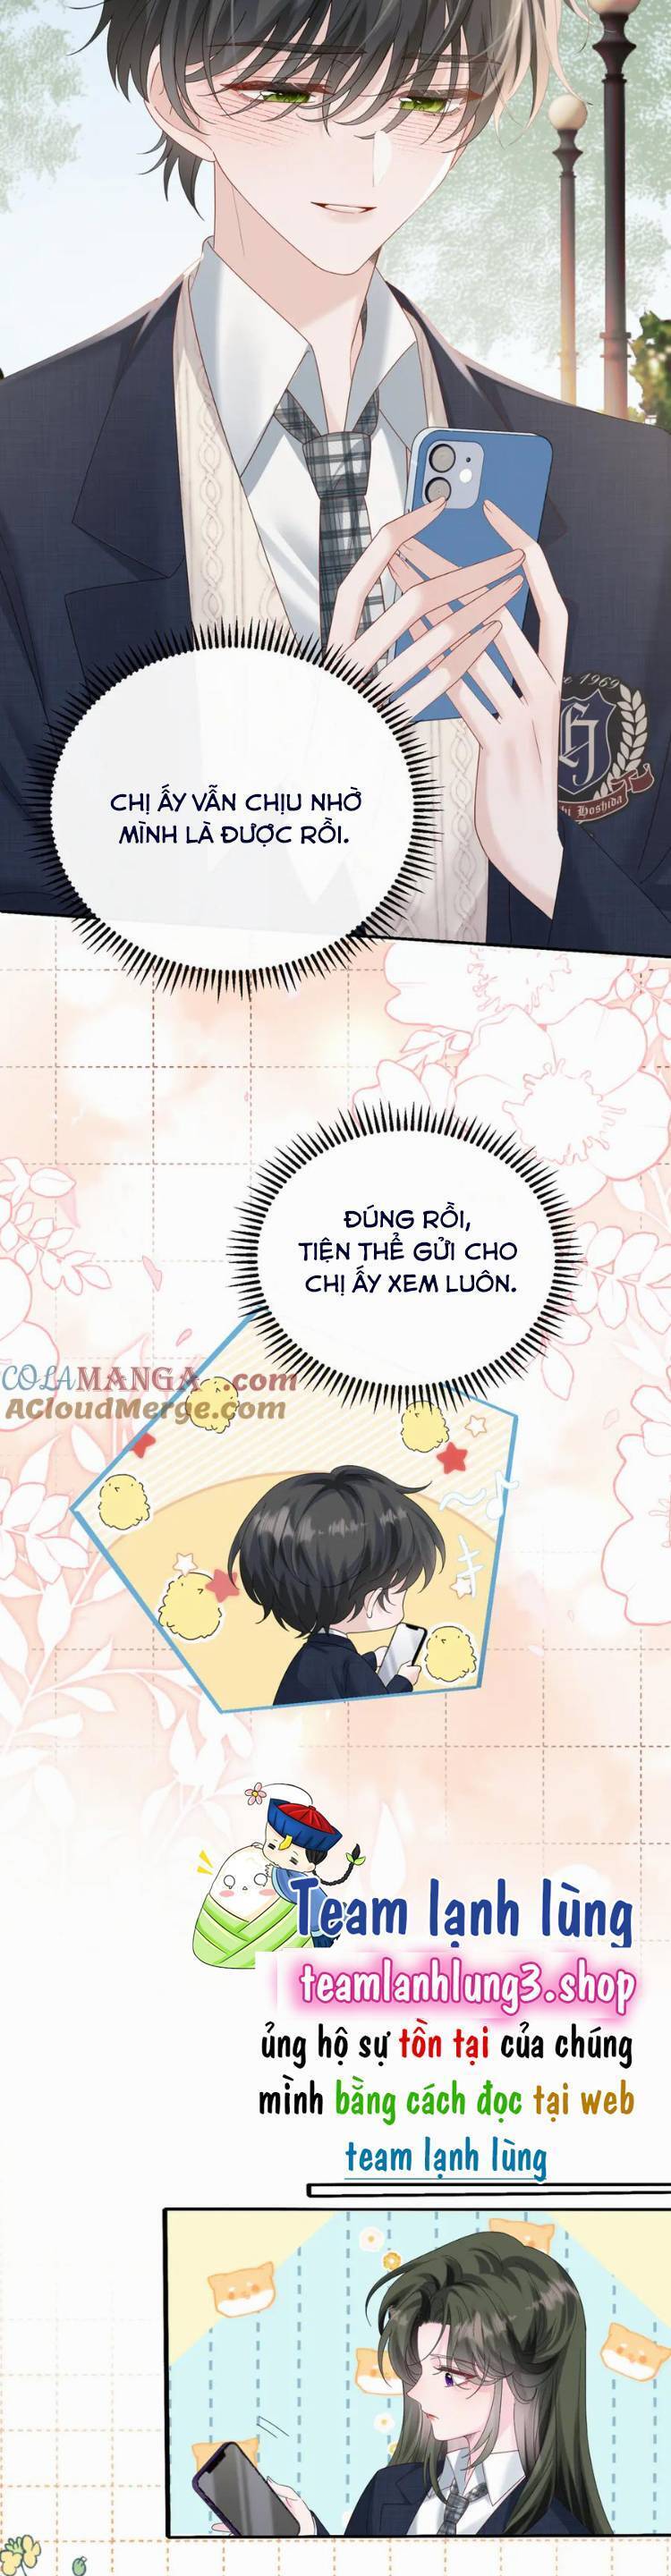 1969
Hoshida
CHỊ ẤY VẪN CHỊU NHỜ
MÌNH LÀ ĐƯỢC RỒI.
ĐÚNG RỒI,
TIỆN THỂ GỬI CHO
CHỊ ẤY XEM LUÔN.
COLAMANGA.com
ACloudMerge.com
Team lạnh lùng
teamlanhlung3.shop
ủng hộ sự tồn tại của chúng
mình bằng cách đọc tại web
team lạnh lùng